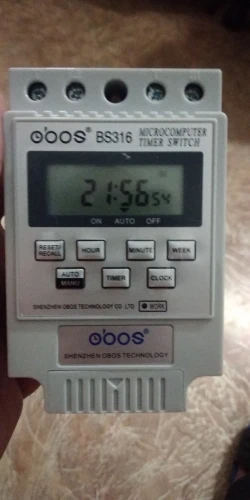 obos® BS316 MICROCOMPUTER
TIMER SWITCH
21:56 54
ON AUTO OFF
RESET/
RECALL HOUR MINUTE WEEK
AUTO
MANU TIMER CLOCK
SHENZHEN OBOS TECHNOLOGY CO. LTD WORK
obos®
SHENZHEN OBOS TECHNOLOGY